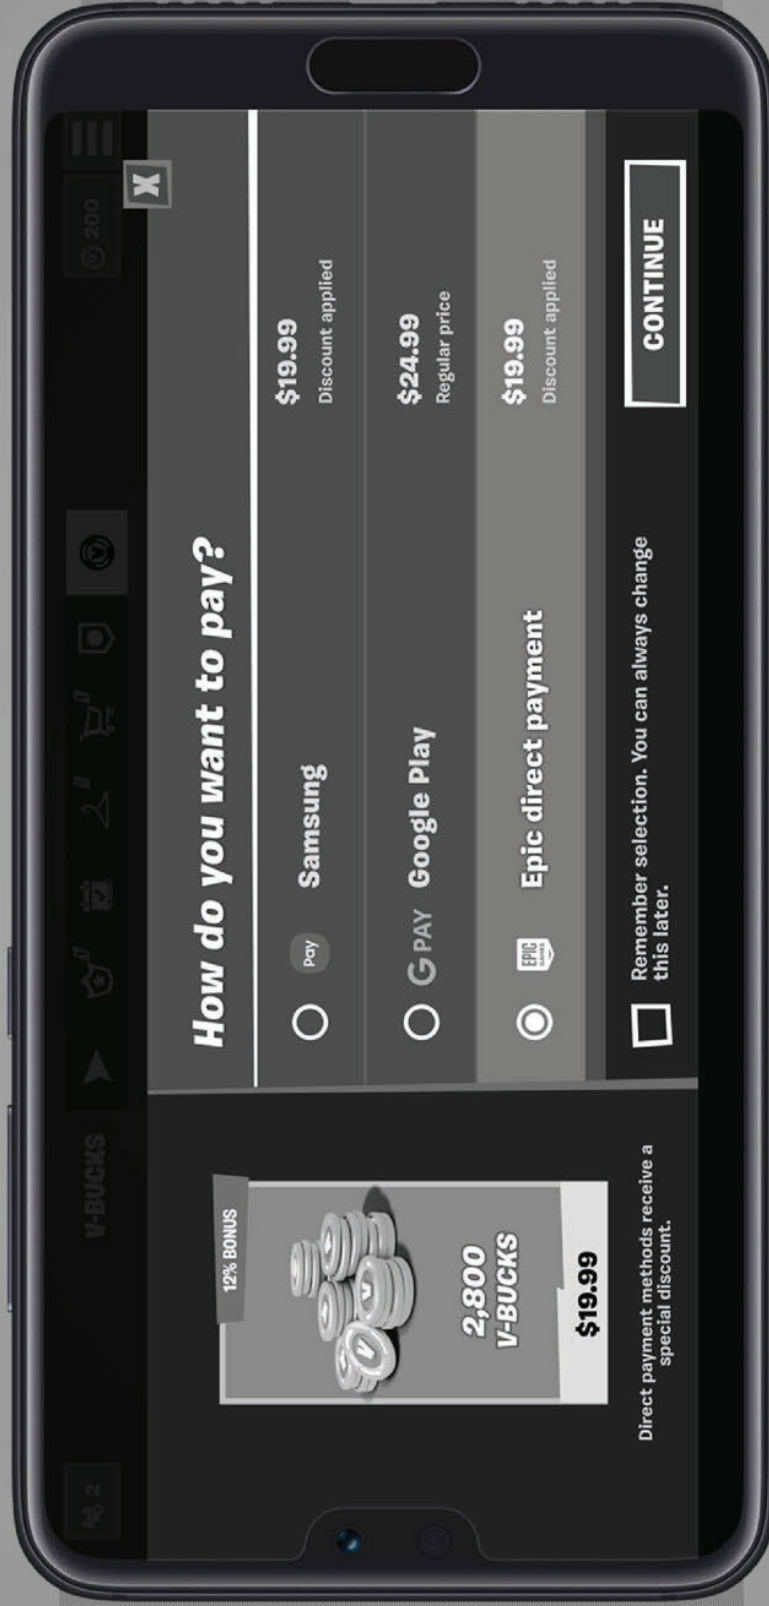 2
V-BUCKS
200
X
12% BONUS
2,800
V-BUCKS
$19.99
Direct payment methods receive a
special discount.
How do you want to pay?
Pay
Samsung
$19.99
Discount applied
G PAY
Google Play
$24.99
Regular price
EPIC
GAMES
Epic direct payment
$19.99
Discount applied
Remember selection. You can always change
this later.
CONTINUE